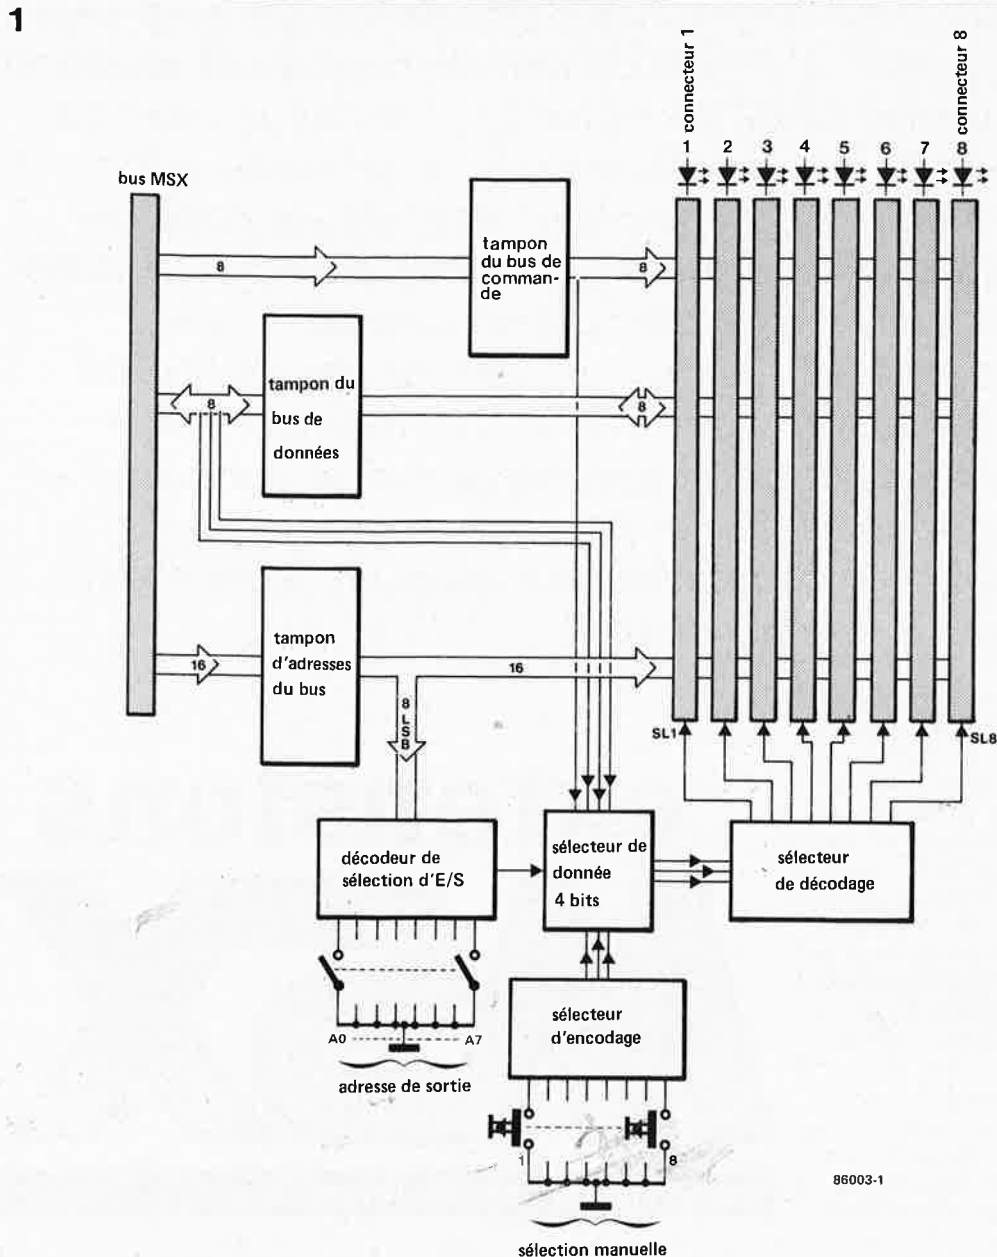 1
connecteur 1
connecteur 8
1 2 3 4 5 6 7 8
bus MSX
tampon
du bus de
comman-
de
8
8
tampon du
bus de
données
8
8
tampon
d'adresses
du bus
16
16
8
LSB
SL1
SL8
décodeur de
sélection d'E/S
sélecteur de
donnée
4 bits
sélecteur
de décodage
A0
A7
adresse de sortie
sélecteur
d'encodage
1
8
sélection manuelle
86003-1